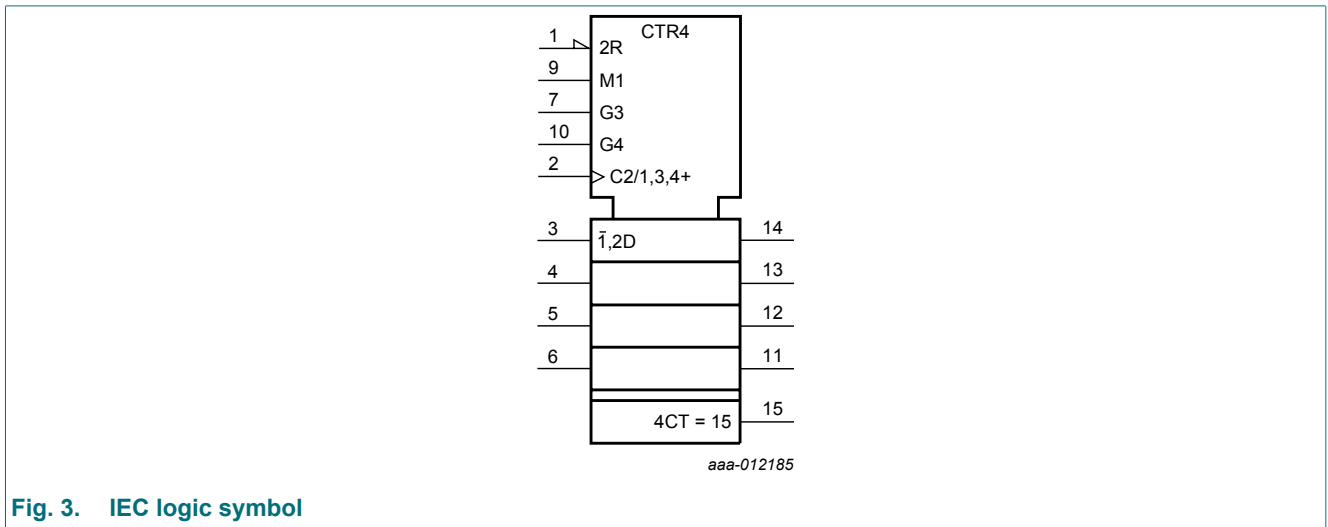 CTR4
1
2R
9
M1
7
G3
10
G4
2
C2/1,3,4+
3
1̅,2D
14
4
13
5
12
6
11
4CT = 15
15
aaa-012185
Fig. 3. IEC logic symbol